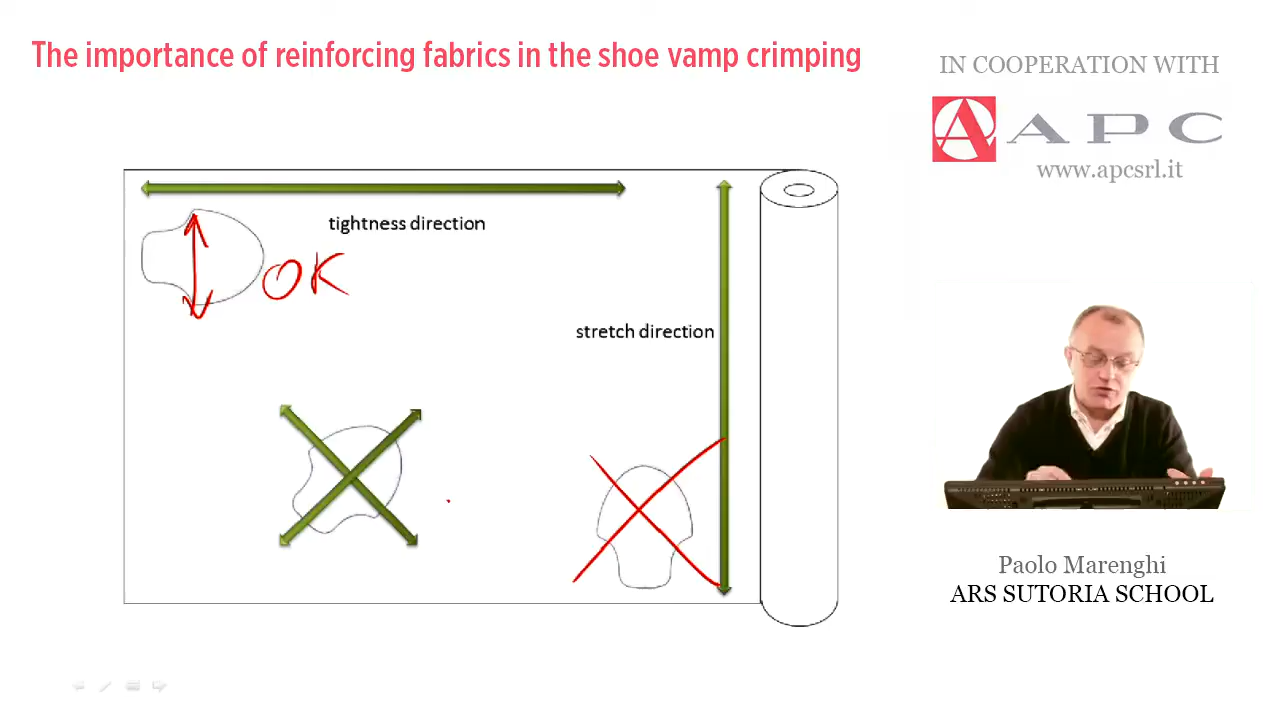 The importance of reinforcing fabrics in the shoe vamp crimping
IN COOPERATION WITH
APC
www.apcsrl.it
tightness direction
OK
stretch direction
Paolo Marenghi
ARS SUTORIA SCHOOL